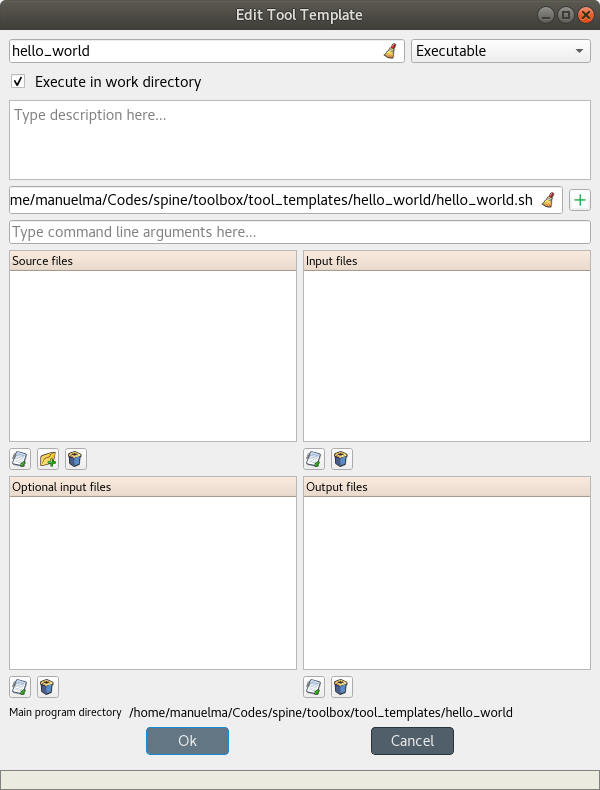 Edit Tool Template
hello_world Executable
Execute in work directory
Type description here...
me/manuelma/Codes/spine/toolbox/tool_templates/hello_world/hello_world.sh
Type command line arguments here...
Source files Input files
Optional input files Output files
Main program directory /home/manuelma/Codes/spine/toolbox/tool_templates/hello_world
Ok Cancel